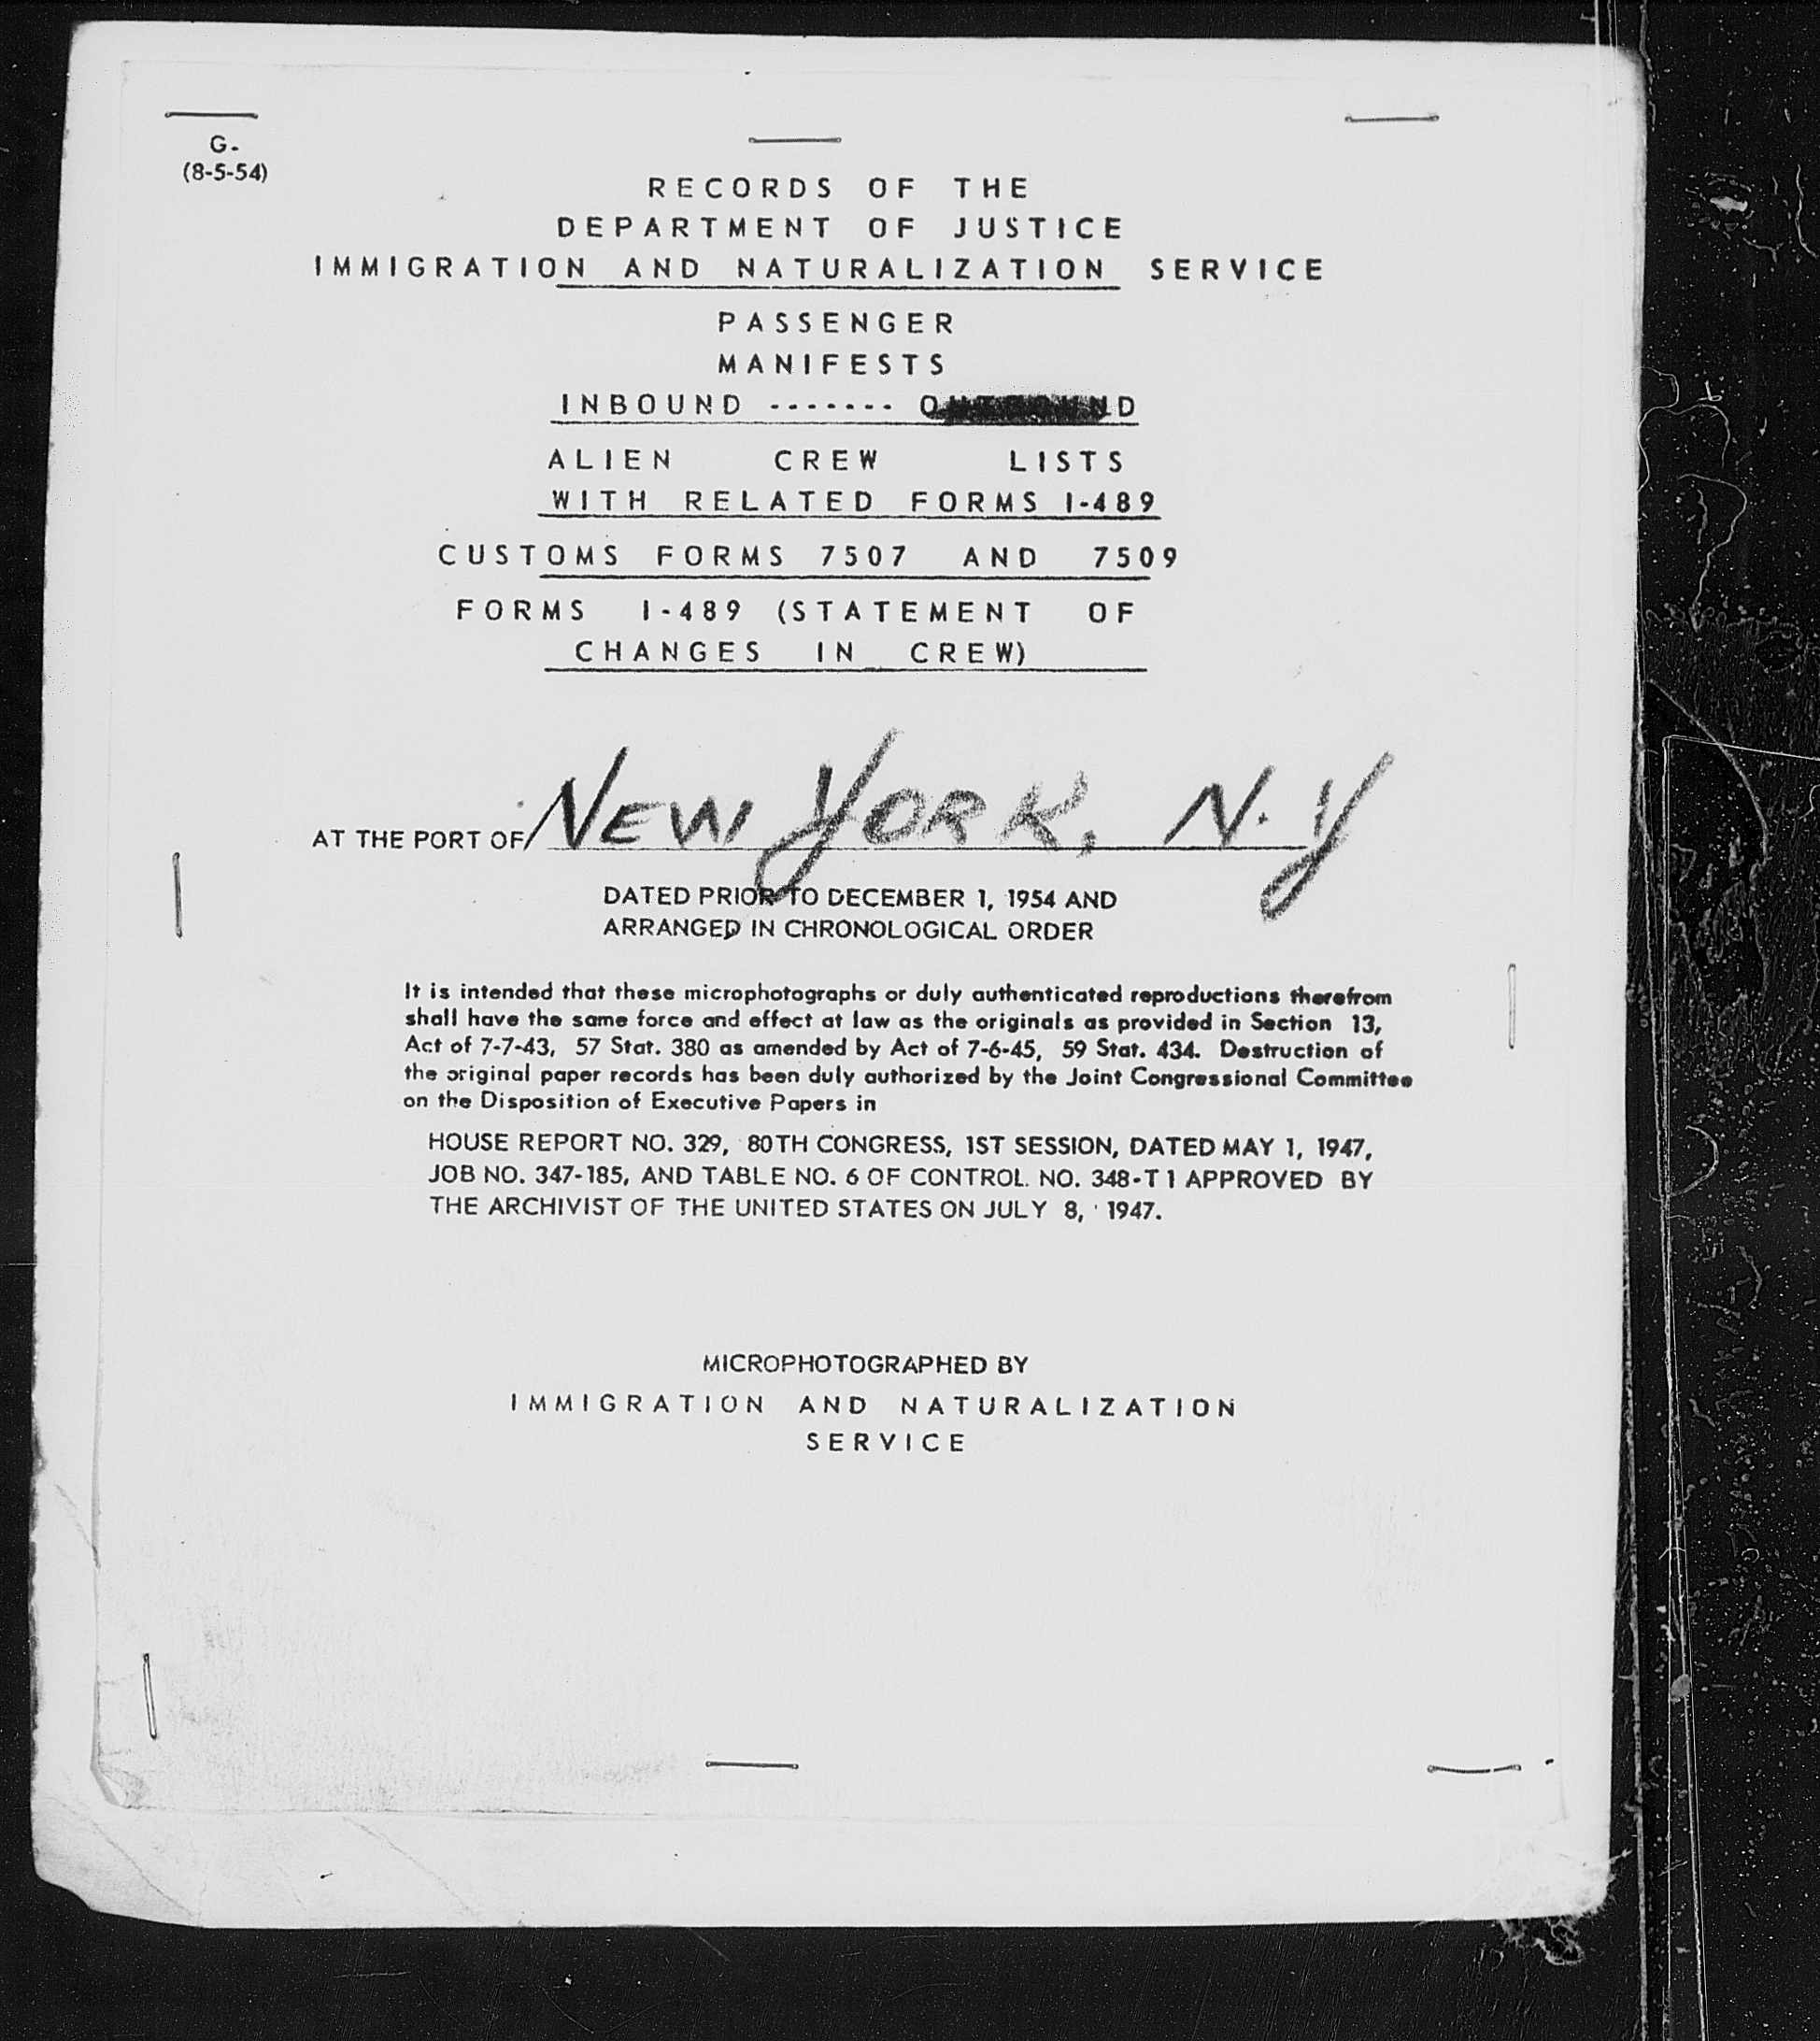 G.
(8-5-54)
RECORDS OF THE
DEPARTMENT OF JUSTICE
IMMIGRATION AND NATURALIZATION SERVICE
PASSENGER
MANIFESTS
INBOUND ------- OUTBOUND
ALIEN CREW LISTS
WITH RELATED FORMS I-489
CUSTOMS FORMS 7507 AND 7509
FORMS I-489 (STATEMENT OF
CHANGES IN CREW)
AT THE PORT OF NEW YORK, N.Y
DATED PRIOR TO DECEMBER 1, 1954 AND
ARRANGED IN CHRONOLOGICAL ORDER
It is intended that these microphotographs or duly authenticated reproductions therefrom
shall have the same force and effect at law as the originals as provided in Section 13,
Act of 7-7-43, 57 Stat. 380 as amended by Act of 7-6-45, 59 Stat. 434. Destruction of
the original paper records has been duly authorized by the Joint Congressional Committee
on the Disposition of Executive Papers in
HOUSE REPORT NO. 329, 80TH CONGRESS, 1ST SESSION, DATED MAY 1, 1947,
JOB NO. 347-185, AND TABLE NO. 6 OF CONTROL NO. 348-T1 APPROVED BY
THE ARCHIVIST OF THE UNITED STATES ON JULY 8, 1947.
MICROPHOTOGRAPHED BY
IMMIGRATION AND NATURALIZATION
SERVICE